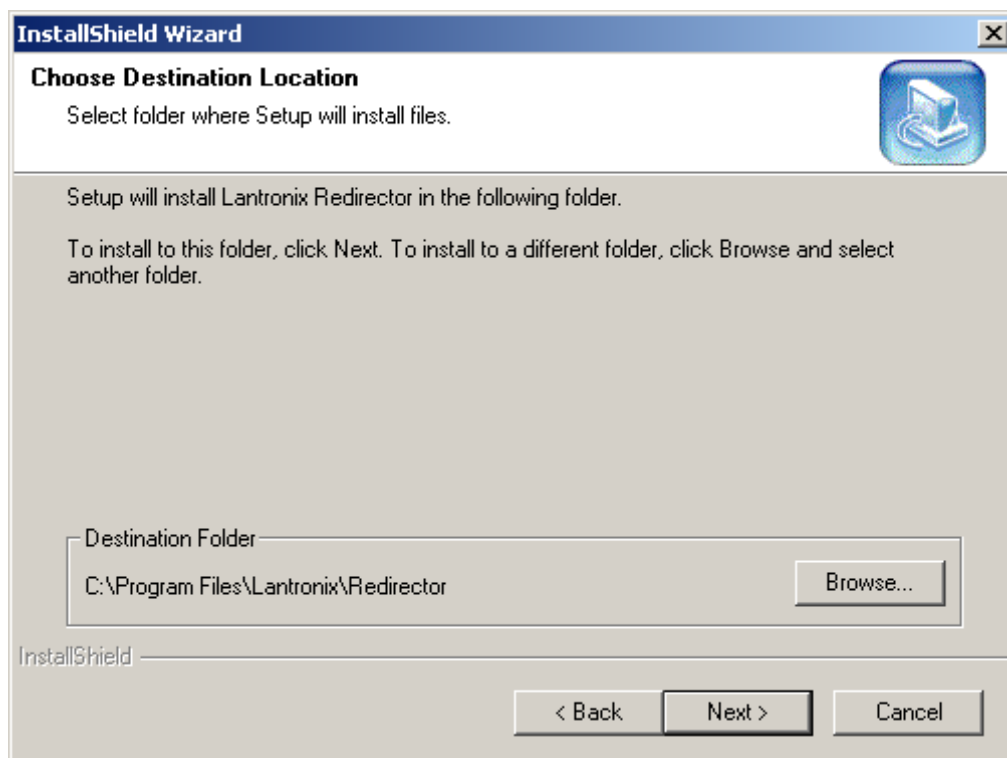 InstallShield Wizard
Choose Destination Location
Select folder where Setup will install files.
Setup will install Lantronix Redirector in the following folder.
To install to this folder, click Next. To install to a different folder, click Browse and select
another folder.
Destination Folder
C:\Program Files\Lantronix\Redirector
Browse...
InstallShield
< Back
Next >
Cancel